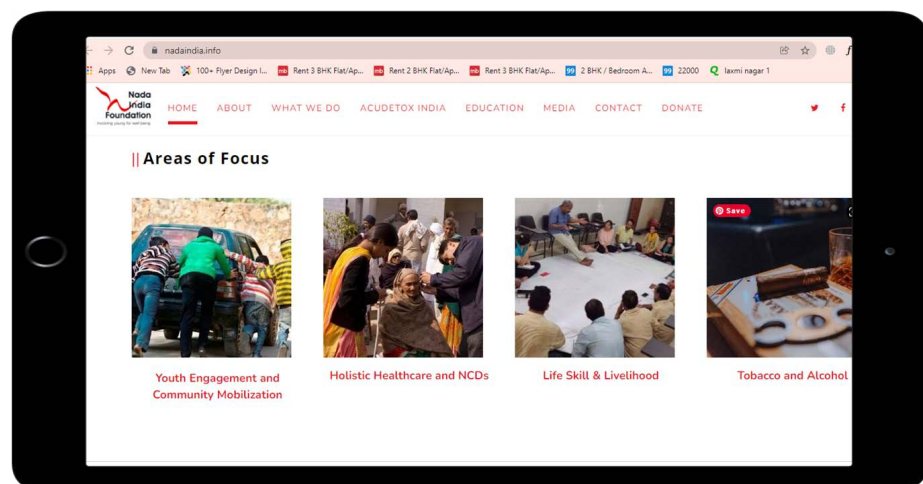 nadaindia.info
Apps New Tab 100+ Flyer Design I... Rent 3 BHK Flat/Ap... Rent 2 BHK Flat/Ap... Rent 3 BHK Flat/Ap... 2 BHK / Bedroom A... 22000 laxmi nagar 1
Nada
India
Foundation
HOME ABOUT WHAT WE DO ACUDETOX INDIA EDUCATION MEDIA CONTACT DONATE
Areas of Focus
Save
Youth Engagement and
Community Mobilization
Holistic Healthcare and NCDs
Life Skill & Livelihood
Tobacco and Alcohol